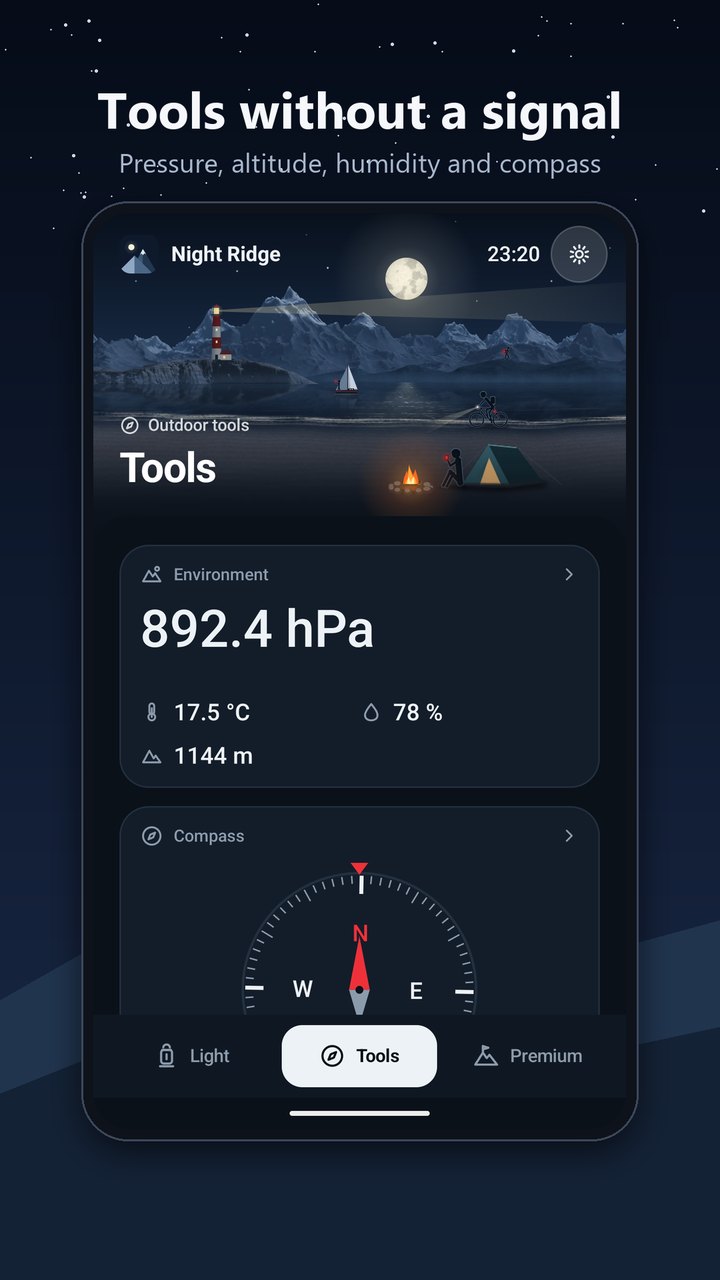 Tools without a signal
Pressure, altitude, humidity and compass
Night Ridge
23:20
Outdoor tools
Tools
Environment
892.4 hPa
17.5 °C
78 %
1144 m
Compass
N
W
E
Light
Tools
Premium